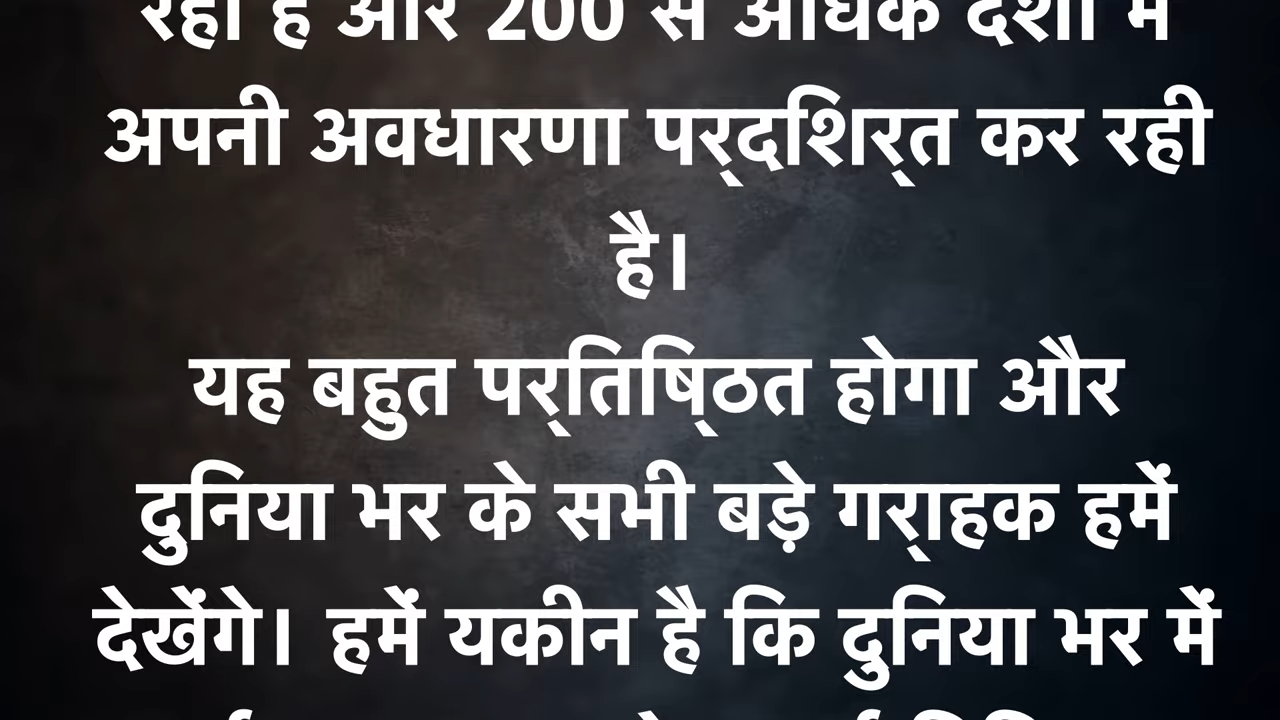 रही है और 200 से अधिक देशों में
अपनी अवधारणा प्रदर्शित कर रही
है।
यह बहुत प्रतिष्ठित होगा और
दुनिया भर के सभी बड़े ग्राहक हमें
देखेंगे। हमें यकीन है कि दुनिया भर में